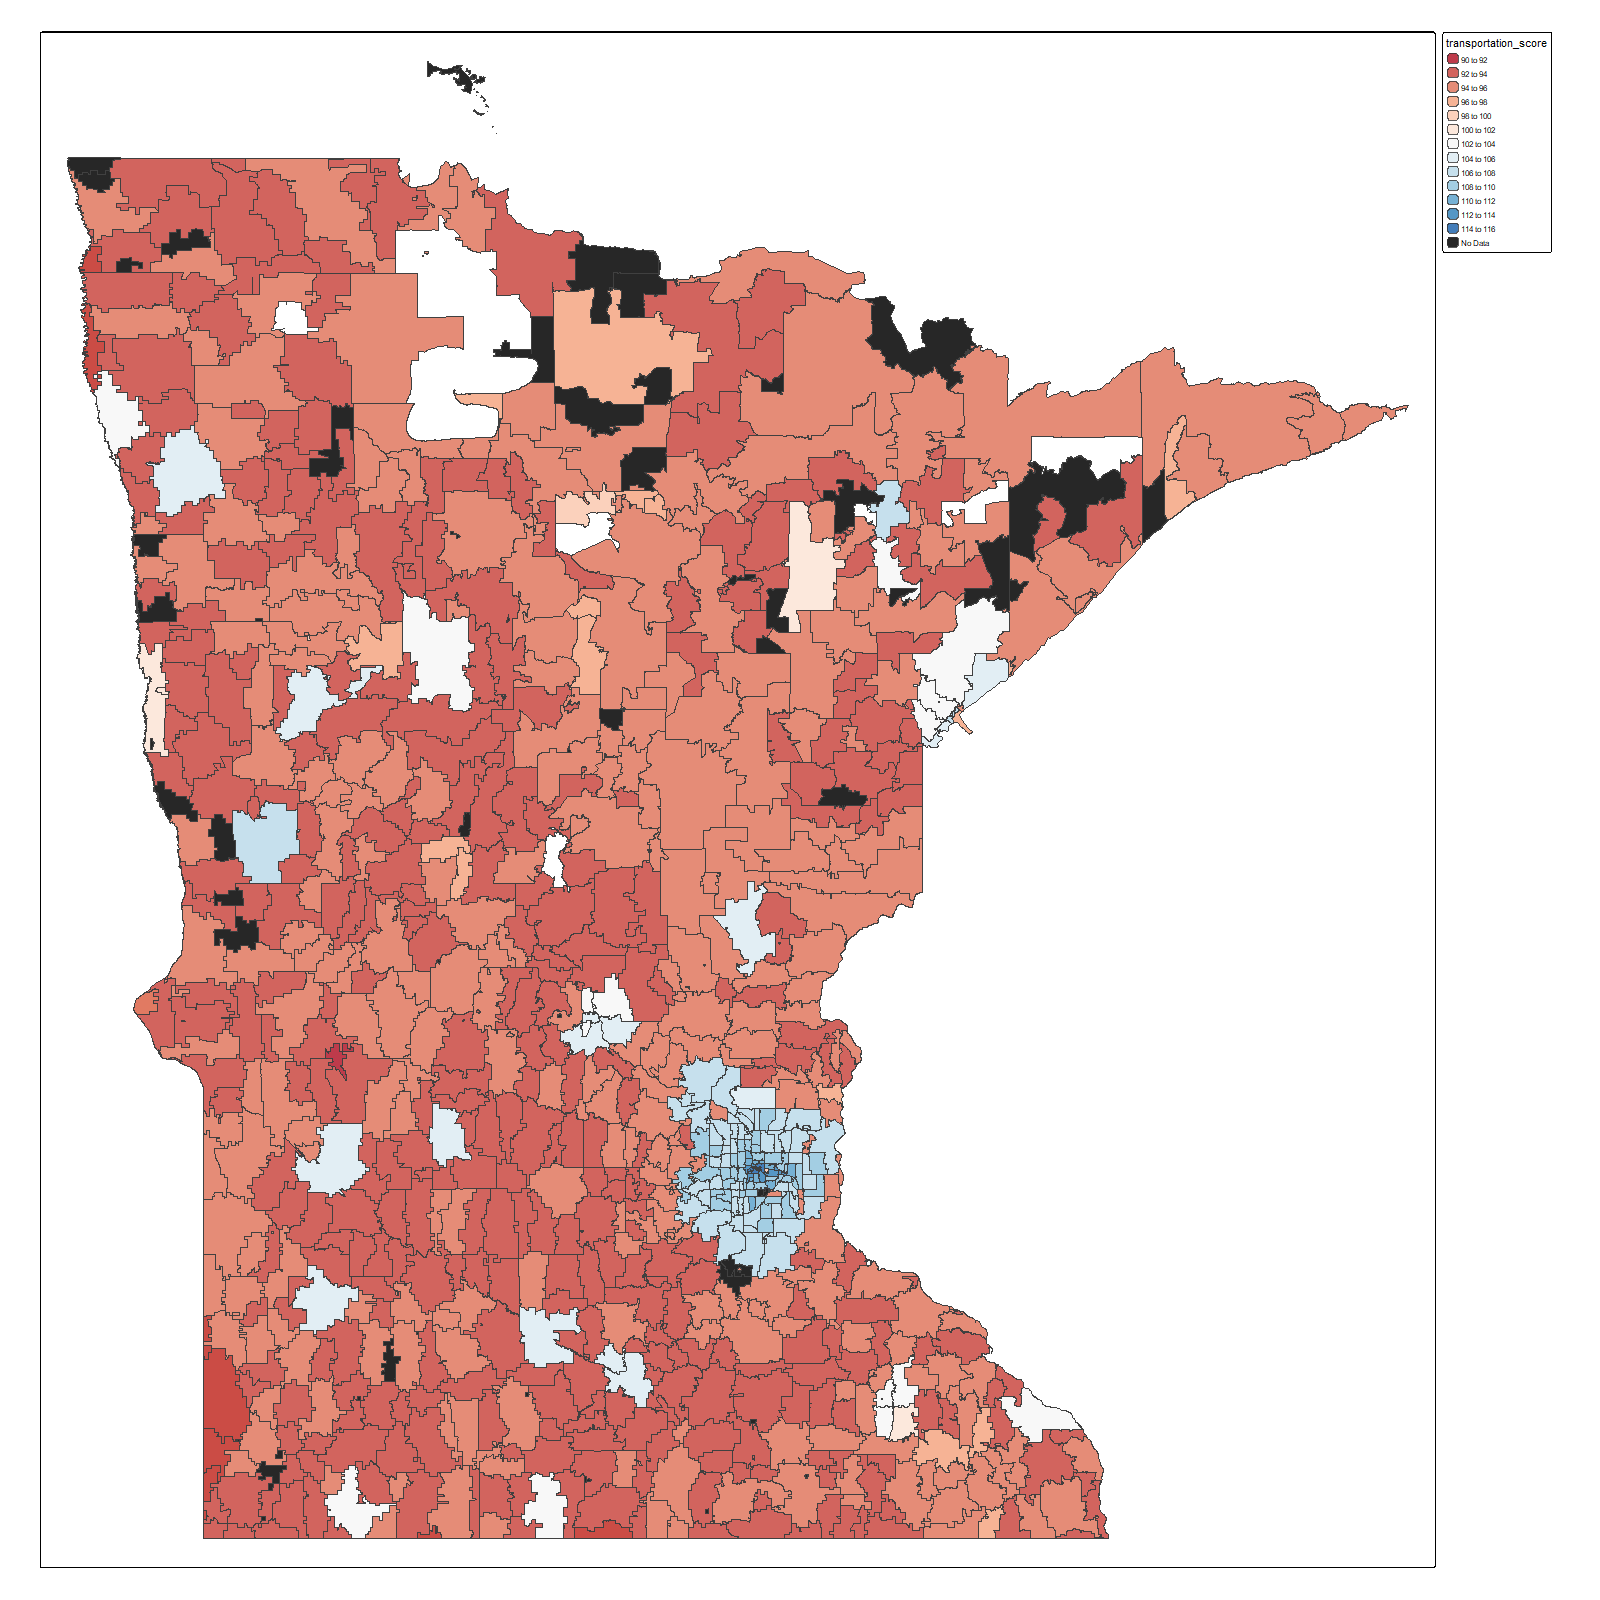 transportation_score
90 to 92
92 to 94
94 to 96
96 to 98
98 to 100
100 to 102
102 to 104
104 to 106
106 to 108
108 to 110
110 to 112
112 to 114
114 to 116
No Data